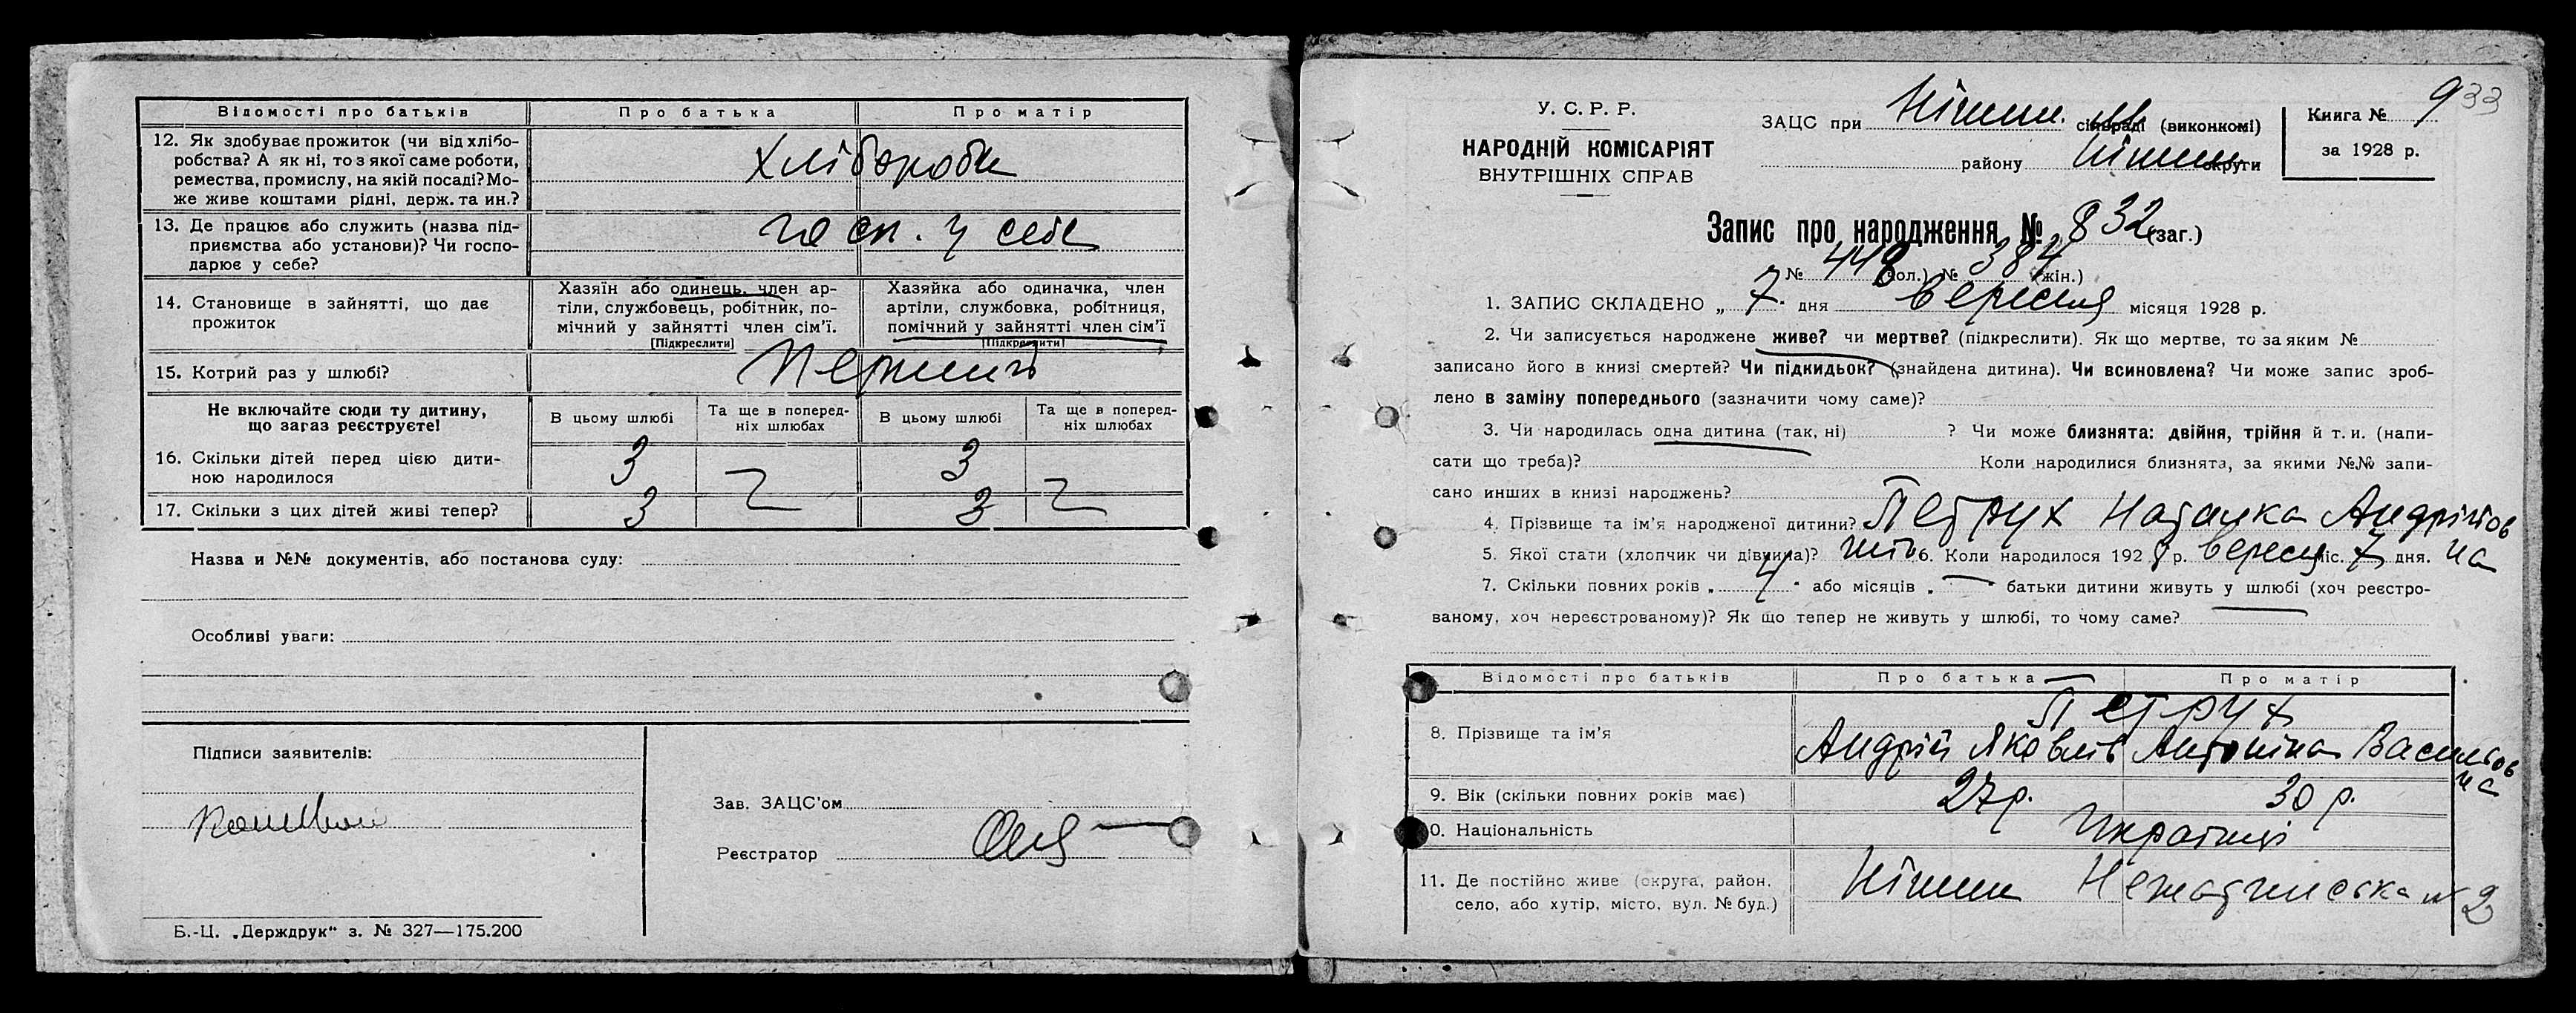 Відомості про батьків Про батька Про матір
12. Як здобуває прожиток (чи від хлібо-
робства? А як ні, то з якої саме роботи,
ремества, промислу, на якій посаді? Мо-
же живе коштами рідні, держ. та ин.?
Хлібороби
13. Де працює або служить (назва під-
приємства або установи)? Чи госпо-
дарює у себе?
госп. у себе
14. Становище в зайнятті, що дає
прожиток
Хазяїн або одинець, член ар-
тіли, службовець, робітник, по-
мічний у зайнятті член сім'ї.
[Підкреслити]
Хазяйка або одиначка, член
артіли, службовка, робітниця,
помічний у зайнятті член сім'ї
[Підкреслити]
15. Котрий раз у шлюбі?
Не включайте сюди ту дитину,
що зараз реєструєте!
В цьому шлюбі Та ще в поперед-
ніх шлюбах В цьому шлюбі Та ще в поперед-
ніх шлюбах
16. Скільки дітей перед цією дити-
ною народилося
3 3
17. Скільки з цих дітей живі тепер? 3 3
Назва и №№ документів, або постанова суду:
Особливі уваги:
Підписи заявителів:
Зав. ЗАЦС'ом
Реєстратор
Б.-Ц. „Держдрук" з. № 327—175.200
У. С. Р. Р.
НАРОДНІЙ КОМІСАРІЯТ
ВНУТРІШНІХ СПРАВ
ЗАЦС при Ніжин. сільраді (виконкомі)
району Ніжин округи
Книга № 9 33
за 1928 р.
Запис про народження № 832 (заг.)
№ 448 (чол.) № 384 (жін.)
1. ЗАПИС СКЛАДЕНО „ 7 " дня вересня місяця 1928 р.
2. Чи записується народжене живе? чи мертве? (підкреслити). Як що мертве, то за яким №
записано його в книзі смертей? Чи підкидьок? (знайдена дитина). Чи всиновлена? Чи може запис зроб-
лено в заміну попереднього (зазначити чому саме)?
3. Чи народилась одна дитина (так, ні) ? Чи може близнята: двійня, трійня й т. и. (напи-
сати що треба)? Коли народилися близнята, за якими №№ запи-
сано инших в книзі народжень?
4. Прізвище та ім'я народженої дитини? Петрух Наталка Андріївна
5. Якої стати (хлопчик чи дівчина)? жін 6. Коли народилося 1928 р. вересня міс. 7 дня.
7. Скільки повних років „ 4 " або місяців „ — " батьки дитини живуть у шлюбі (хоч реєстро-
ваному, хоч нереєстрованому)? Як що тепер не живуть у шлюбі, то чому саме?
Відомості про батьків Про батька Про матір
8. Прізвище та ім'я
Петрух
Андрій Яковлів Антоніна Васильовна
9. Вік (скільки повних років має) 27 р. 30 р.
10. Національність Українці
11. Де постійно живе (округа, район,
село, або хутір, місто, вул. № буд.)
Ніжин № 2